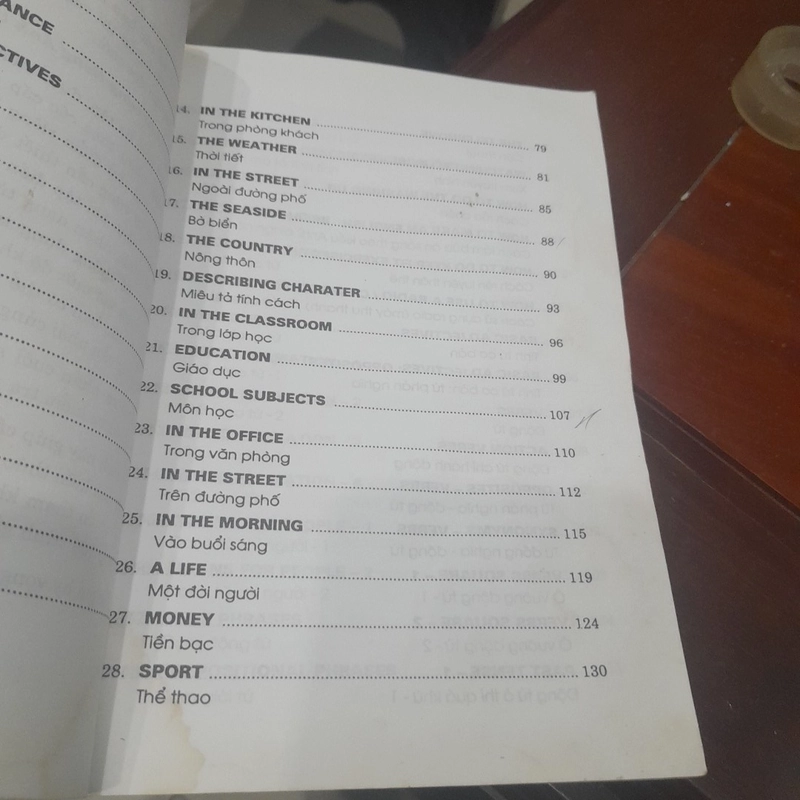 ANCE
CTIVES
14. IN THE KITCHEN 79
Trong phòng khách
15. THE WEATHER 81
Thời tiết
16. IN THE STREET 85
Ngoài đường phố
17. THE SEASIDE 88
Bờ biển
18. THE COUNTRY 90
Nông thôn
19. DESCRIBING CHARATER 93
Miêu tả tính cách
20. IN THE CLASSROOM 96
Trong lớp học
21. EDUCATION 99
Giáo dục
22. SCHOOL SUBJECTS 107
Môn học
23. IN THE OFFICE 110
Trong văn phòng
24. IN THE STREET 112
Trên đường phố
25. IN THE MORNING 115
Vào buổi sáng
26. A LIFE 119
Một đời người
27. MONEY 124
Tiền bạc
28. SPORT 130
Thể thao